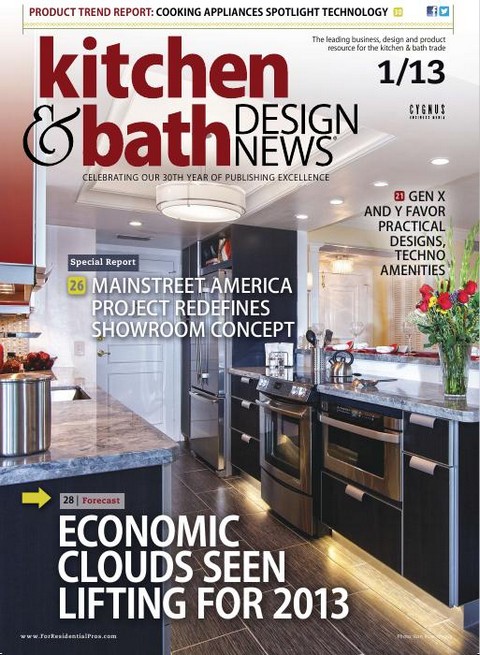 PRODUCT TREND REPORT: COOKING APPLIANCES SPOTLIGHT TECHNOLOGY
The leading business, design and product
resource for the kitchen & bath trade
1/13
CYGNUS
BUSINESS MEDIA
kitchen
& bath DESIGN
NEWS
CELEBRATING OUR 30TH YEAR OF PUBLISHING EXCELLENCE
21 GEN X
AND Y FAVOR
PRACTICAL
DESIGNS,
TECHNO
AMENITIES
Special Report
26 MAINSTREET AMERICA
PROJECT REDEFINES
SHOWROOM CONCEPT
28 | Forecast
ECONOMIC
CLOUDS SEEN
LIFTING FOR 2013
www.ForResidentialPros.com
Photo: